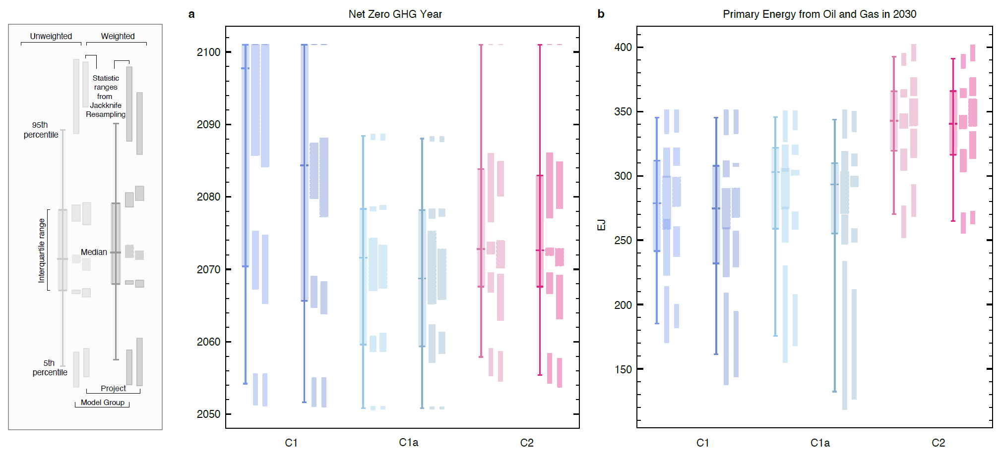 Unweighted
Weighted
Statistic
ranges
from
Jackknife
Resampling
95th
percentile
Interquartile range
Median
5th
percentile
Project
Model Group
a
Net Zero GHG Year
2100
2090
2080
2070
2060
2050
C1
C1a
C2
b
Primary Energy from Oil and Gas in 2030
EJ
400
350
300
250
200
150
C1
C1a
C2